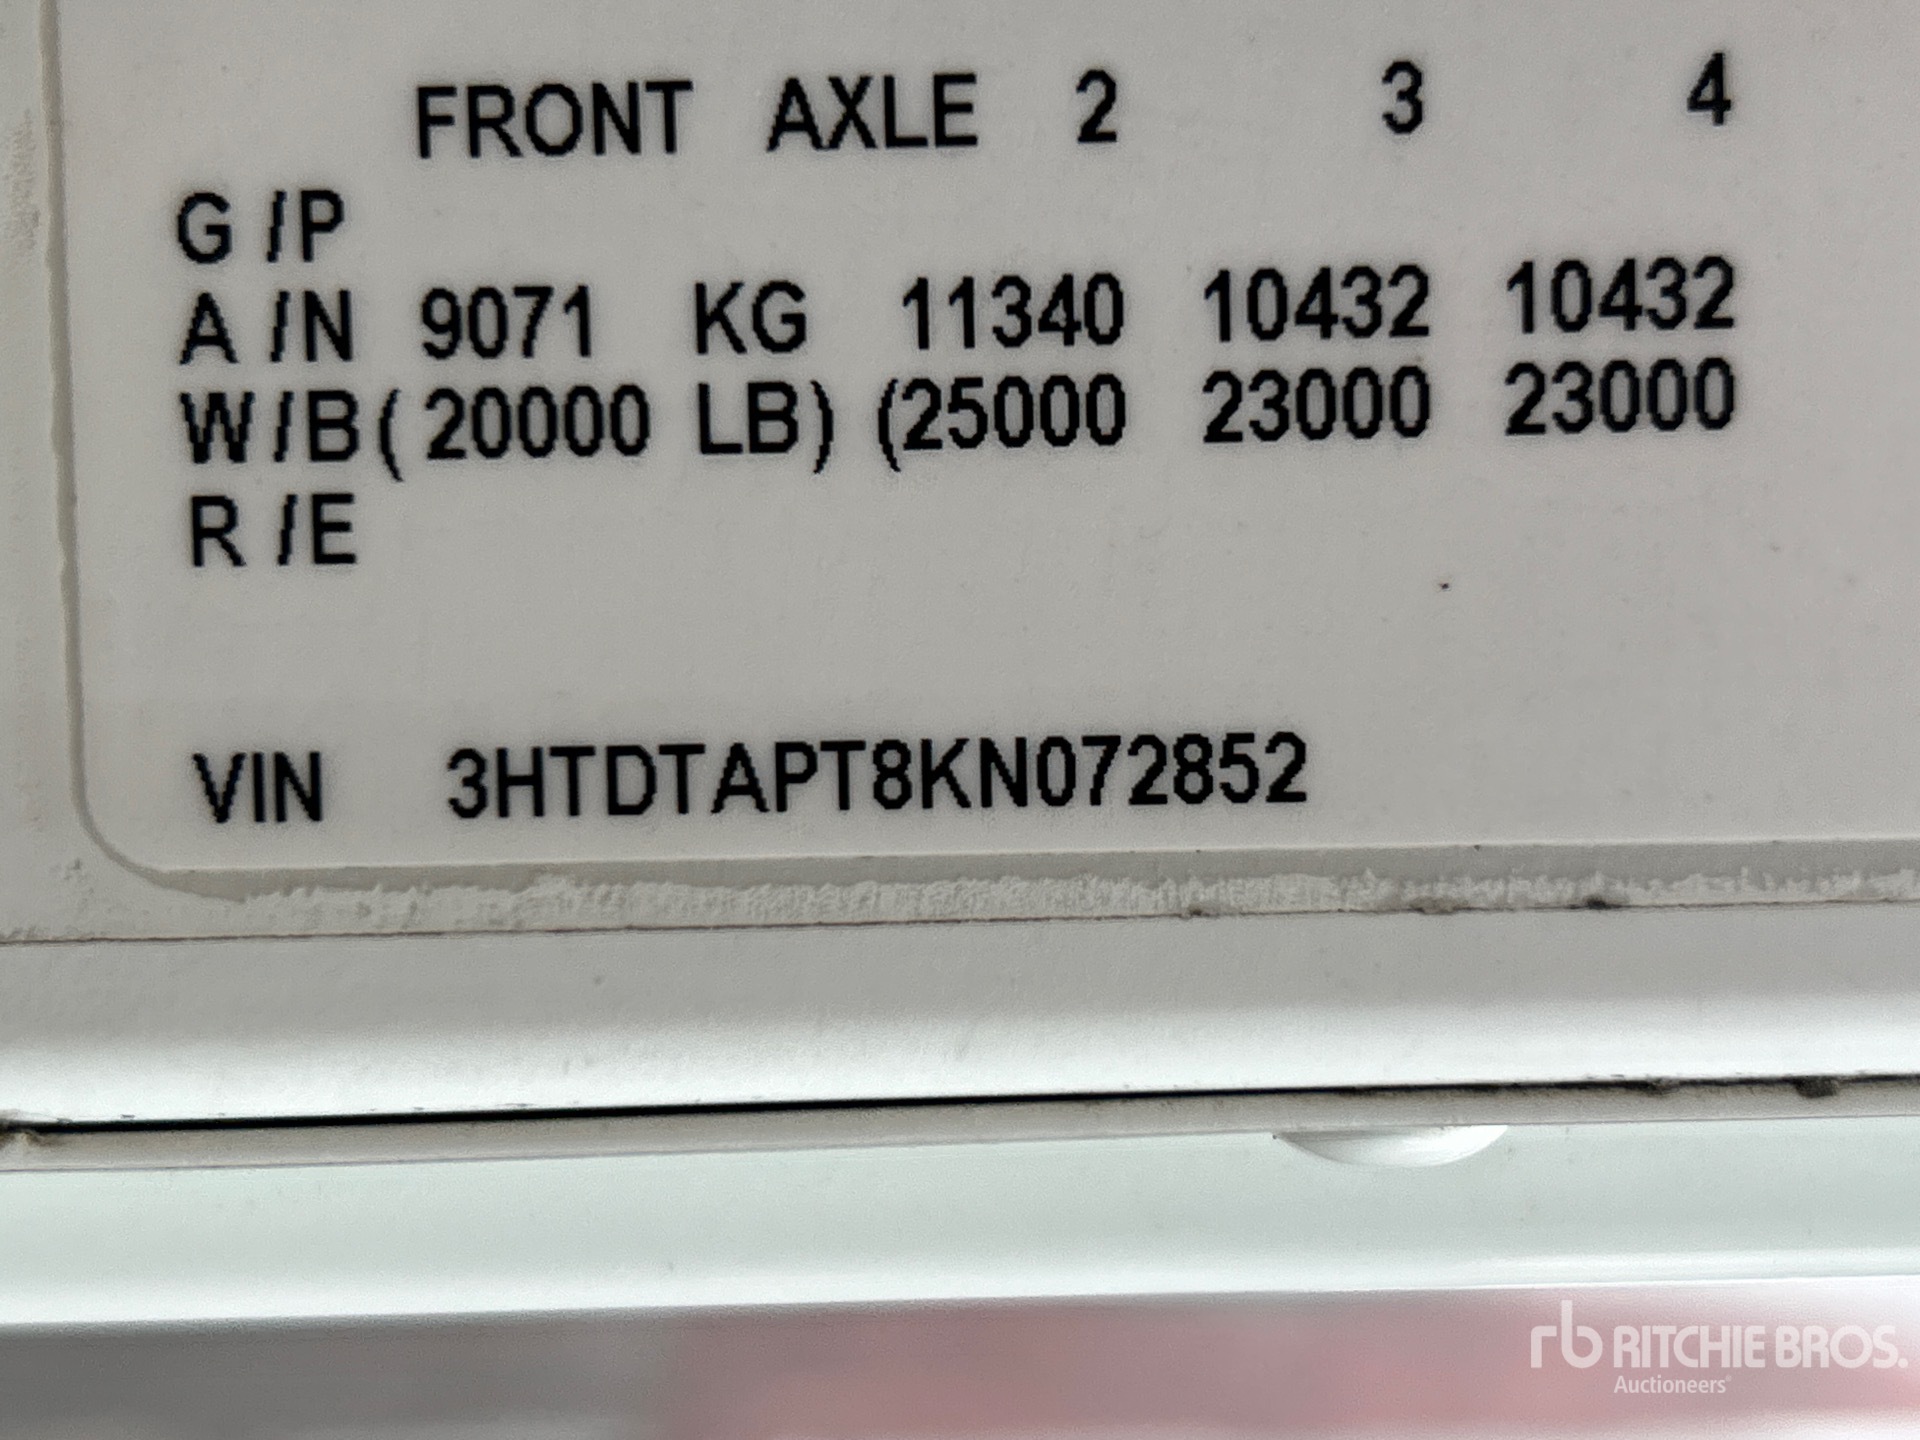 FRONT AXLE 2 3 4
G /P
A /N 9071 KG 11340 10432 10432
W/B( 20000 LB) (25000 23000 23000
R /E
VIN 3HTDTAPT8KN072852
rb RITCHIE BROS.
Auctioneers